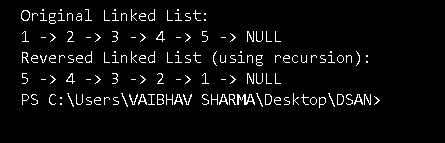 Original Linked List:
1 -> 2 -> 3 -> 4 -> 5 -> NULL
Reversed Linked List (using recursion):
5 -> 4 -> 3 -> 2 -> 1 -> NULL
PS C:\Users\VAIBHAV SHARMA\Desktop\DSAN>